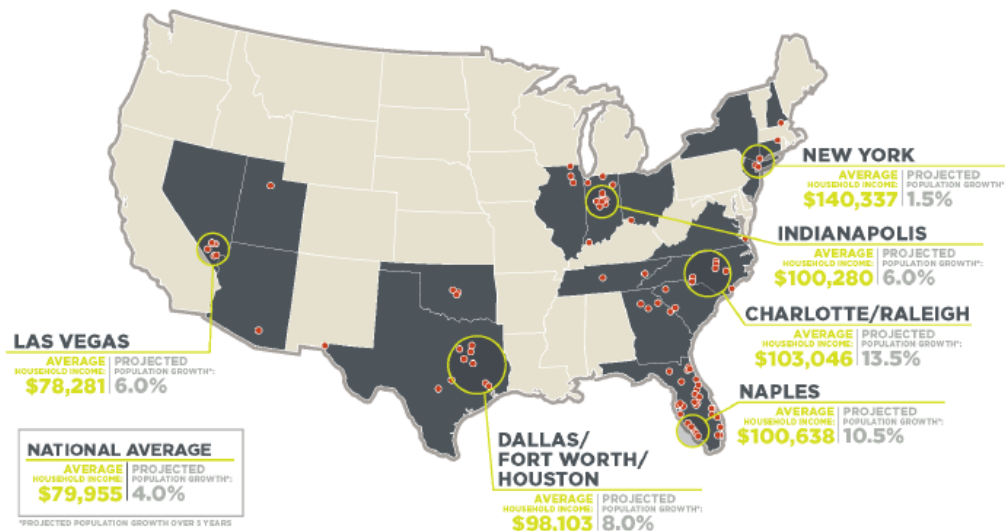 NEW YORK
AVERAGE HOUSEHOLD INCOME:
$140,337
PROJECTED POPULATION GROWTH*:
1.5%
INDIANAPOLIS
AVERAGE HOUSEHOLD INCOME:
$100,280
PROJECTED POPULATION GROWTH*:
6.0%
CHARLOTTE/RALEIGH
AVERAGE HOUSEHOLD INCOME:
$103,046
PROJECTED POPULATION GROWTH*:
13.5%
LAS VEGAS
AVERAGE HOUSEHOLD INCOME:
$78,281
PROJECTED POPULATION GROWTH*:
6.0%
NAPLES
AVERAGE HOUSEHOLD INCOME:
$100,638
PROJECTED POPULATION GROWTH*:
10.5%
DALLAS/
FORT WORTH/
HOUSTON
AVERAGE HOUSEHOLD INCOME:
$98,103
PROJECTED POPULATION GROWTH*:
8.0%
NATIONAL AVERAGE
AVERAGE HOUSEHOLD INCOME:
$79,955
PROJECTED POPULATION GROWTH*:
4.0%
*PROJECTED POPULATION GROWTH OVER 5 YEARS